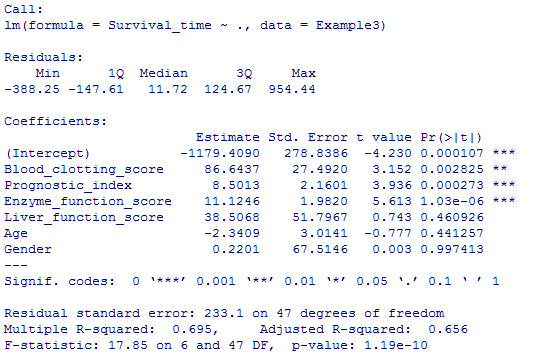 Call:
lm(formula = Survival_time ~ ., data = Example3)
Residuals:
    Min      1Q  Median      3Q     Max
-388.25 -147.61   11.72  124.67  954.44
Coefficients:
                        Estimate Std. Error t value Pr(>|t|)
(Intercept)           -1179.4090   278.8386  -4.230 0.000107 ***
Blood_clotting_score     86.6437    27.4920   3.152 0.002825 **
Prognostic_index          8.5013     2.1601   3.936 0.000273 ***
Enzyme_function_score    11.1246     1.9820   5.613 1.03e-06 ***
Liver_function_score     38.5068    51.7967   0.743 0.460926
Age                      -2.3409     3.0141  -0.777 0.441257
Gender                    0.2201    67.5146   0.003 0.997413
---
Signif. codes:  0 ‘***’ 0.001 ‘**’ 0.01 ‘*’ 0.05 ‘.’ 0.1 ‘ ’ 1
Residual standard error: 233.1 on 47 degrees of freedom
Multiple R-squared:  0.695,     Adjusted R-squared:  0.656
F-statistic: 17.85 on 6 and 47 DF,  p-value: 1.19e-10